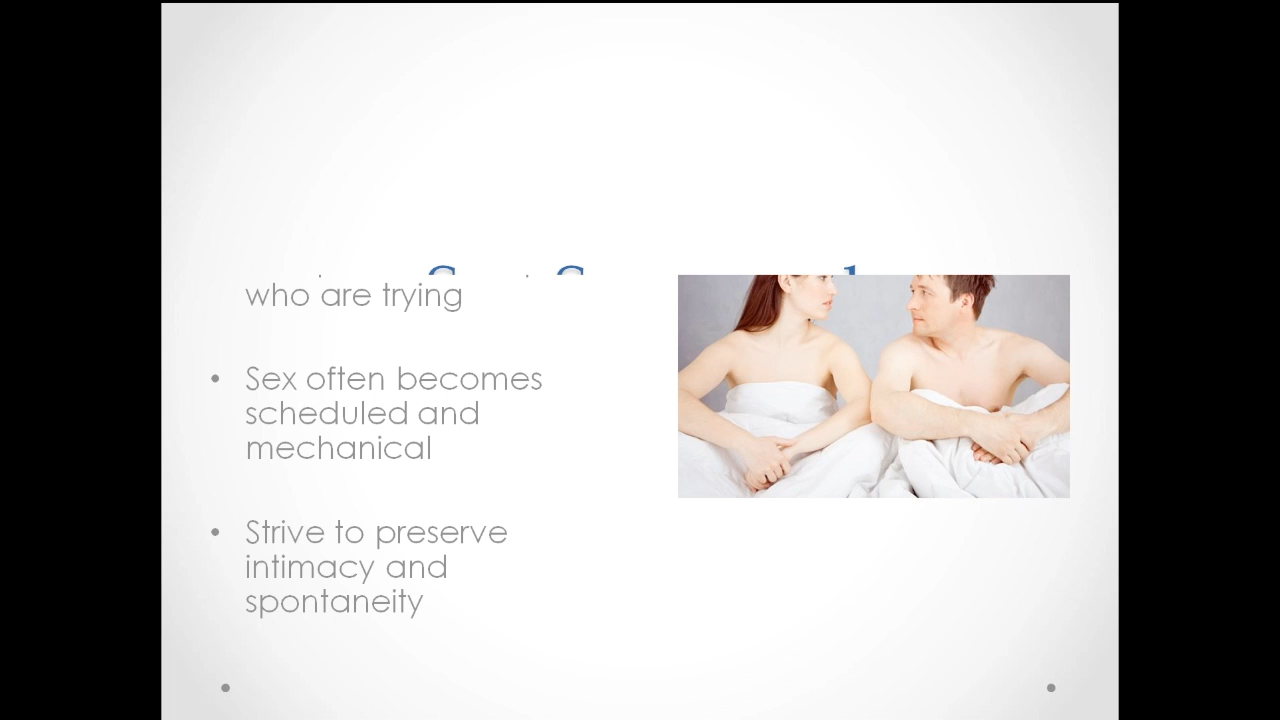 who are trying
• Sex often becomes
scheduled and
mechanical
• Strive to preserve
intimacy and
spontaneity